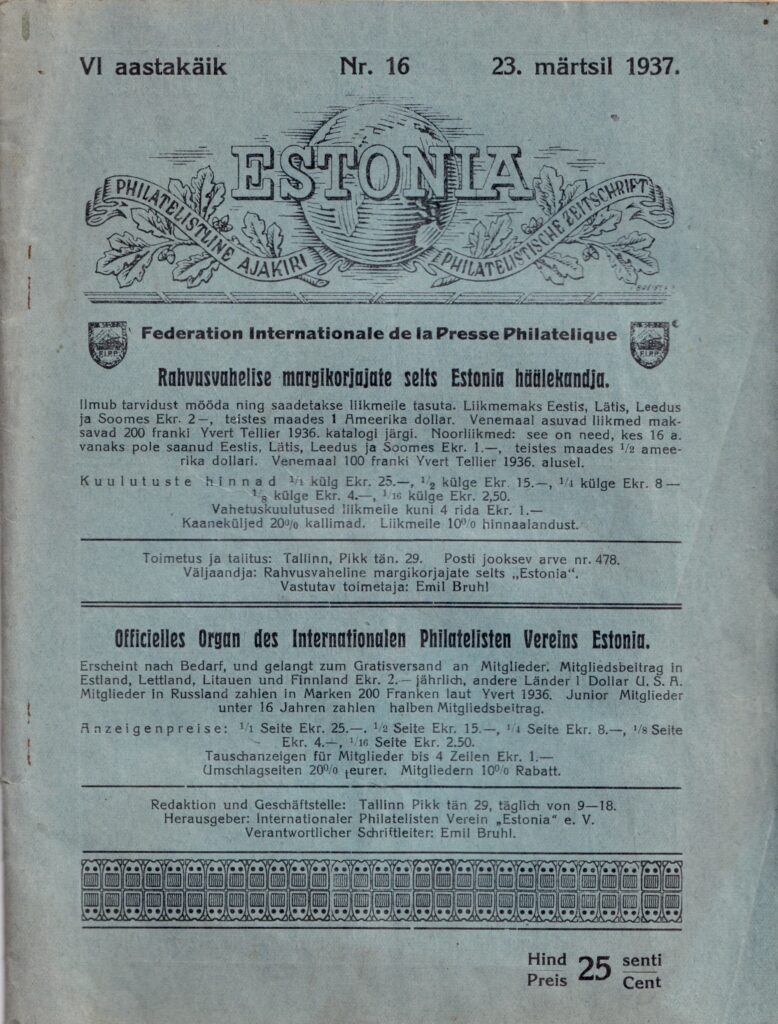 VI aastakäik Nr. 16 23. märtsil 1937.
ESTONIA
PHILATELISTLINE AJAKIRI PHILATELISTISCHE ZEITSCHRIFT
F.I.P.P. Federation Internationale de la Presse Philatelique F.I.P.P.
Rahvusvahelise margikorjajate selts Estonia häälekandja.
Ilmub tarvidust mööda ning saadetakse liikmeile tasuta. Liikmemaks Eestis, Lätis, Leedus
ja Soomes Ekr. 2—, teistes maades 1 Ameerika dollar. Venemaal asuvad liikmed mak-
savad 200 franki Yvert Tellier 1936. katalogi järgi. Noorliikmed: see on need, kes 16 a.
vanaks pole saanud Eestis, Lätis, Leedus ja Soomes Ekr. 1.—, teistes maades 1/2 amee-
rika dollari. Venemaal 100 franki Yvert Tellier 1936. alusel.
Kuulutuste hinnad 1/1 külg Ekr. 25.—, 1/2 külge Ekr. 15.—, 1/4 külge Ekr. 8—
1/8 külge Ekr. 4.—, 1/16 külge Ekr. 2,50.
Vahetuskuulutused liikmeile kuni 4 rida Ekr. 1.—
Kaaneküljed 20% kallimad. Liikmeile 10% hinnaalandust.
Toimetus ja talitus: Tallinn, Pikk tän. 29. Posti jooksev arve nr. 478.
Väljaandja: Rahvusvaheline margikorjajate selts „Estonia“.
Vastutav toimetaja: Emil Bruhl
Officielles Organ des Internationalen Philatelisten Vereins Estonia.
Erscheint nach Bedarf, und gelangt zum Gratisversand an Mitglieder. Mitgliedsbeitrag in
Estland, Lettland, Litauen und Finnland Ekr. 2.— jährlich, andere Länder 1 Dollar U. S. A.
Mitglieder in Russland zahlen in Marken 200 Franken laut Yvert 1936. Junior Mitglieder
unter 16 Jahren zahlen halben Mitgliedsbeitrag.
Anzeigenpreise: 1/1 Seite Ekr. 25.—. 1/2 Seite Ekr. 15.—, 1/4 Seite Ekr. 8.—, 1/8 Seite
Ekr. 4.—, 1/16 Seite Ekr. 2.50.
Tauschanzeigen für Mitglieder bis 4 Zeilen Ekr. 1.—
Umschlagseiten 20% teurer. Mitgliedern 10% Rabatt.
Redaktion und Geschäftstelle: Tallinn Pikk tän 29, täglich von 9—18.
Herausgeber: Internationaler Philatelisten Verein „Estonia“ e. V.
Verantwortlicher Schriftleiter: Emil Bruhl.
Hind 25 senti
Preis Cent